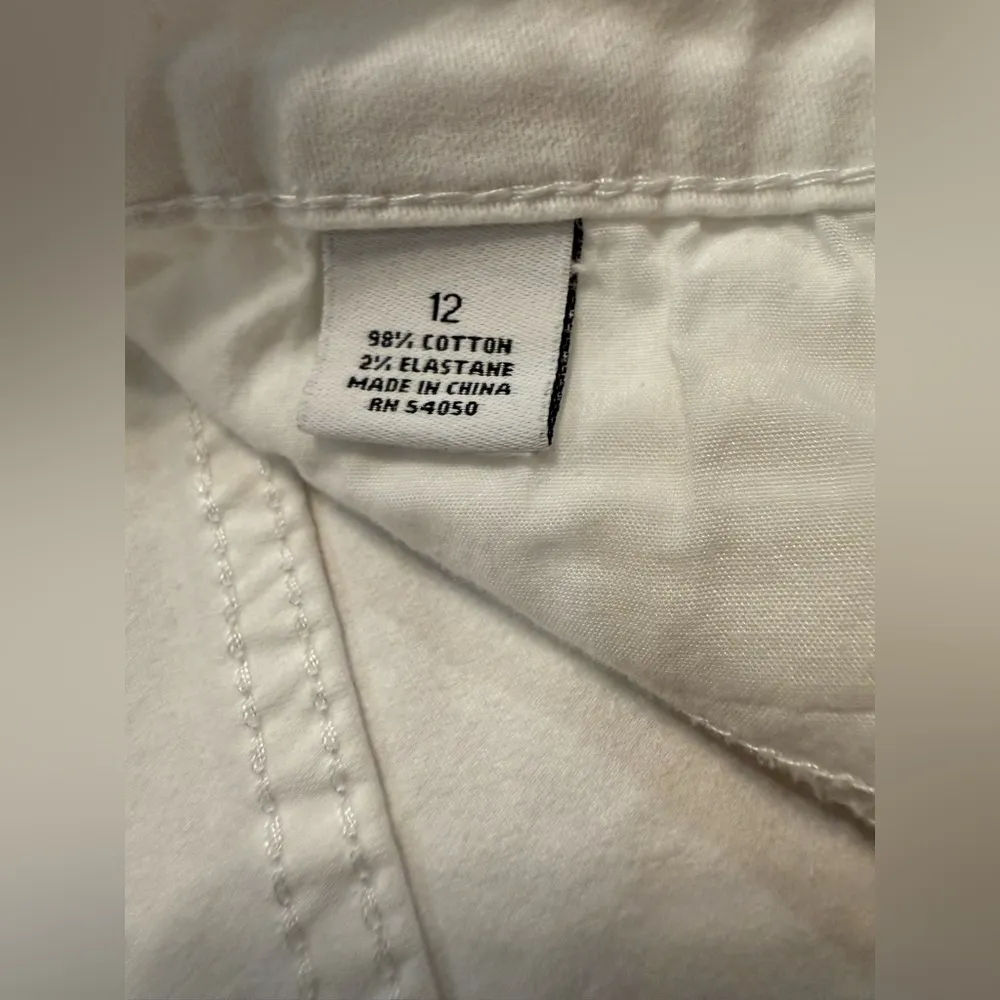 12
98% COTTON
2% ELASTANE
MADE IN CHINA
RN 54050